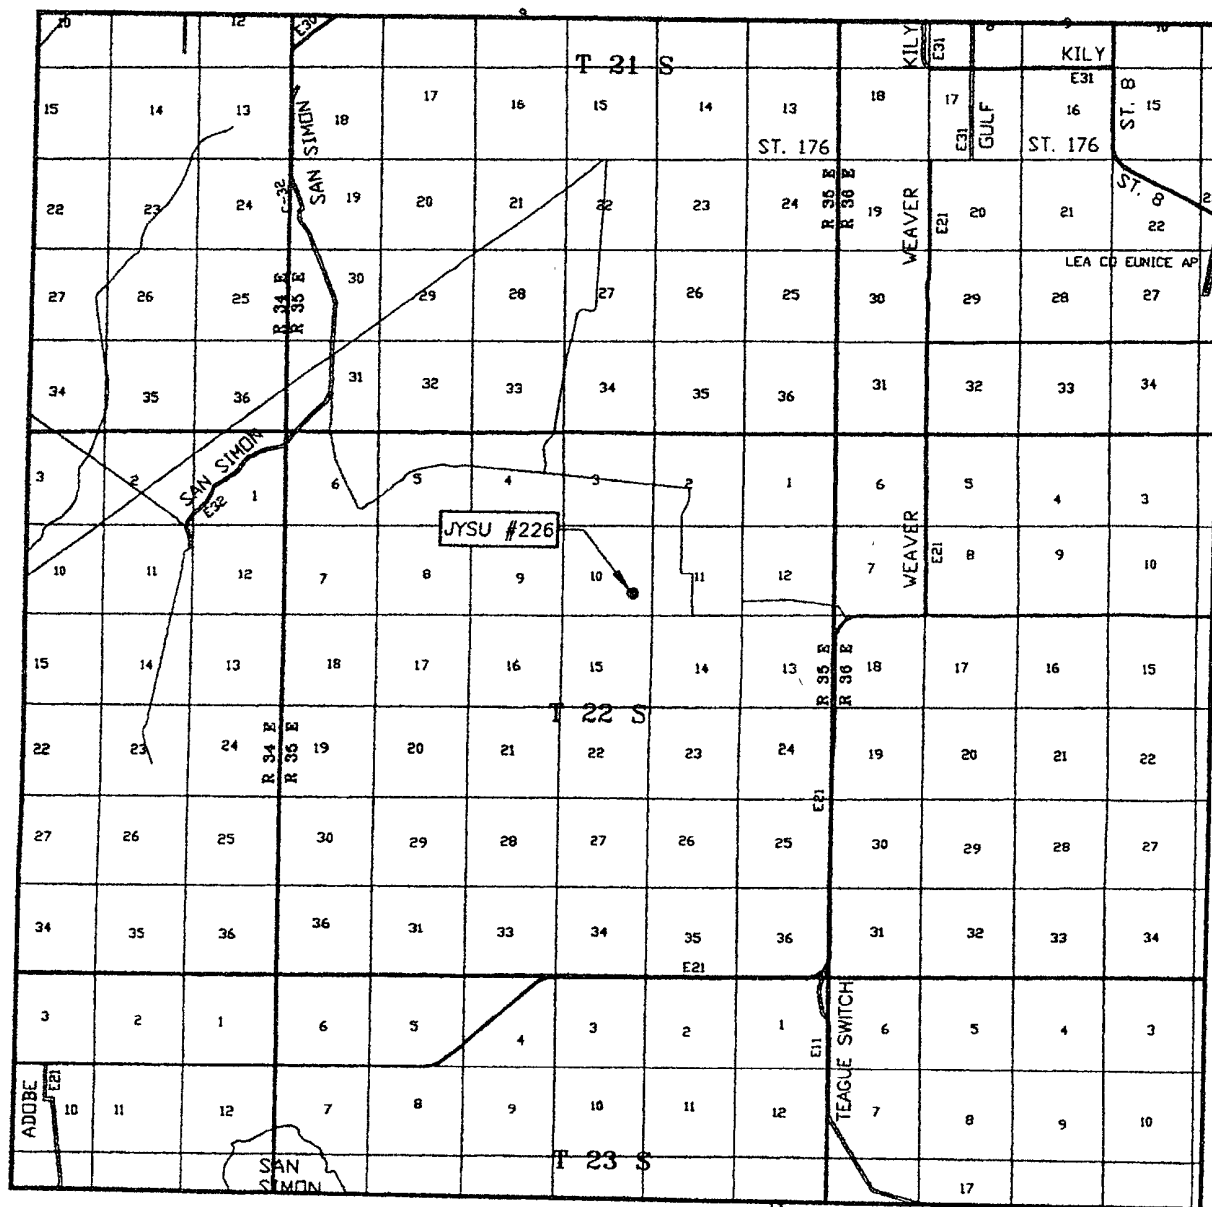 10 12 E30 9 8 9 10
T 21 S KILY E31 KILY
E31
15 14 13 SAN SIMON 18 17 16 15 14 13 18 17 E31 GULF 16 ST. 8 15
ST. 176 ST. 176
22 23 24 C-32 19 20 21 22 23 24 R 35 E R 36 E 19 WEAVER E21 20 21 ST. 8 22
LEA CO EUNICE AP
27 26 25 R 34 E R 35 E 30 29 28 27 26 25 30 29 28 27
34 35 36 31 32 33 34 35 36 31 32 33 34
3 2 SAN SIMON E32 1 6 5 4 3 2 1 6 5 4 3
JYSU #226
10 11 12 7 8 9 10 11 12 7 WEAVER E21 8 9 10
15 14 13 18 17 16 15 14 13 R 35 E R 36 E 18 17 16 15
T 22 S
22 23 24 R 34 E R 35 E 19 20 21 22 23 24 19 20 21 22
E21
27 26 25 30 29 28 27 26 25 30 29 28 27
34 35 36 36 31 33 34 35 36 31 32 33 34
E21
3 2 1 6 5 4 3 2 1 E11 TEAGUE SWITCH 6 5 4 3
ADOBE E21 10 11 12 7 8 9 10 11 12 7 8 9 10
SAN
SIMON
T 23 S
17